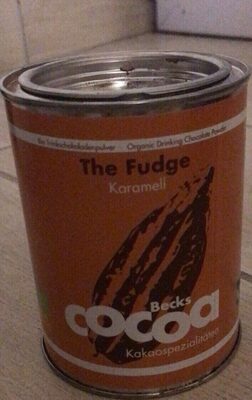 Bio Trinkschokoladenpulver · Organic Drinking Chocolate Powder
The Fudge
Karamell
Becks
cocoa
Kakaospezialitäten